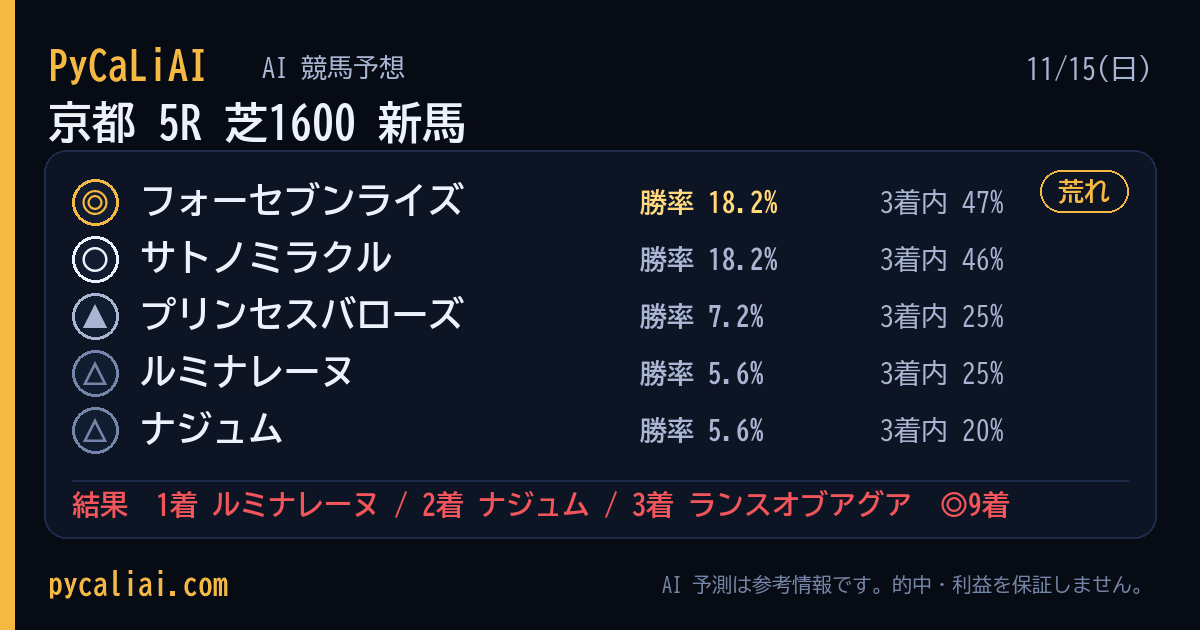 PyCaLiAI AI 競馬予想 11/15(日)
京都 5R 芝1600 新馬
◎ フォーセブンライズ 勝率 18.2% 3着内 47% 荒れ
○ サトノミラクル 勝率 18.2% 3着内 46%
▲ プリンセスバローズ 勝率 7.2% 3着内 25%
△ ルミナレーヌ 勝率 5.6% 3着内 25%
△ ナジュム 勝率 5.6% 3着内 20%
結果 1着 ルミナレーヌ / 2着 ナジュム / 3着 ランスオブアグア ◎9着
pycaliai.com AI 予測は参考情報です。的中・利益を保証しません。